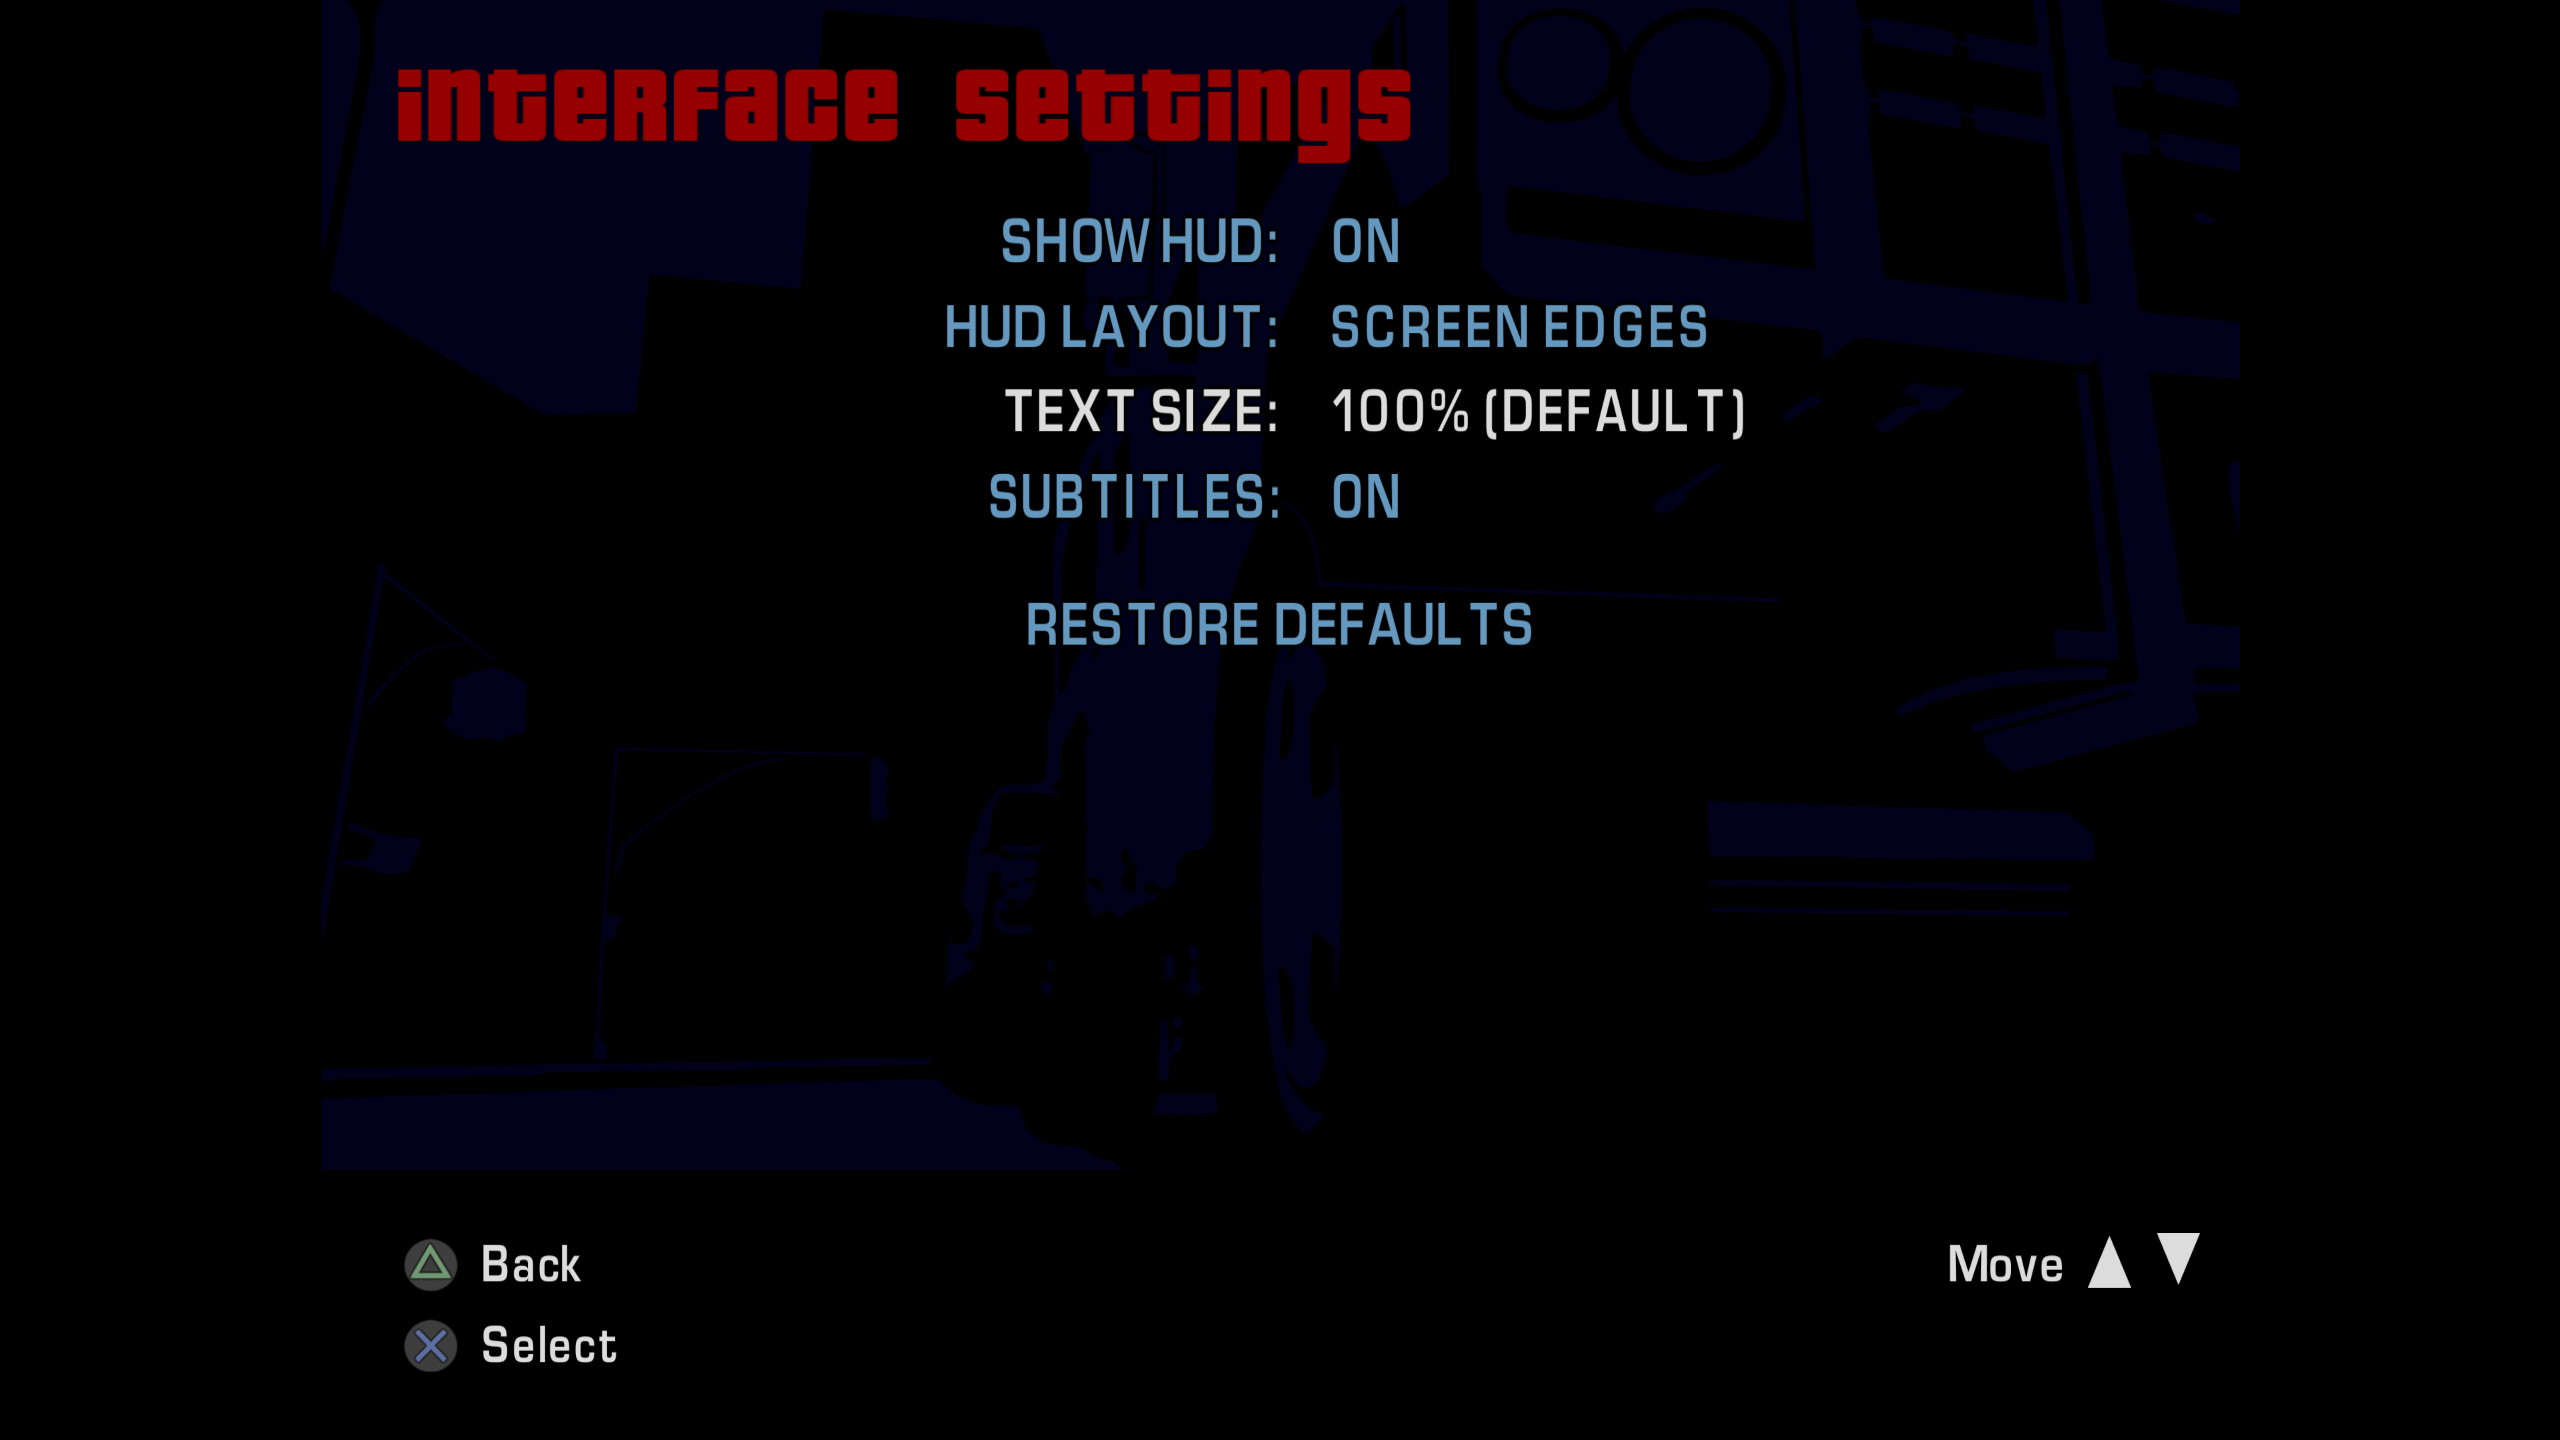 interface settings
SHOW HUD: ON
HUD LAYOUT: SCREEN EDGES
TEXT SIZE: 100% (DEFAULT)
SUBTITLES: ON
RESTORE DEFAULTS
Back
Move
Select